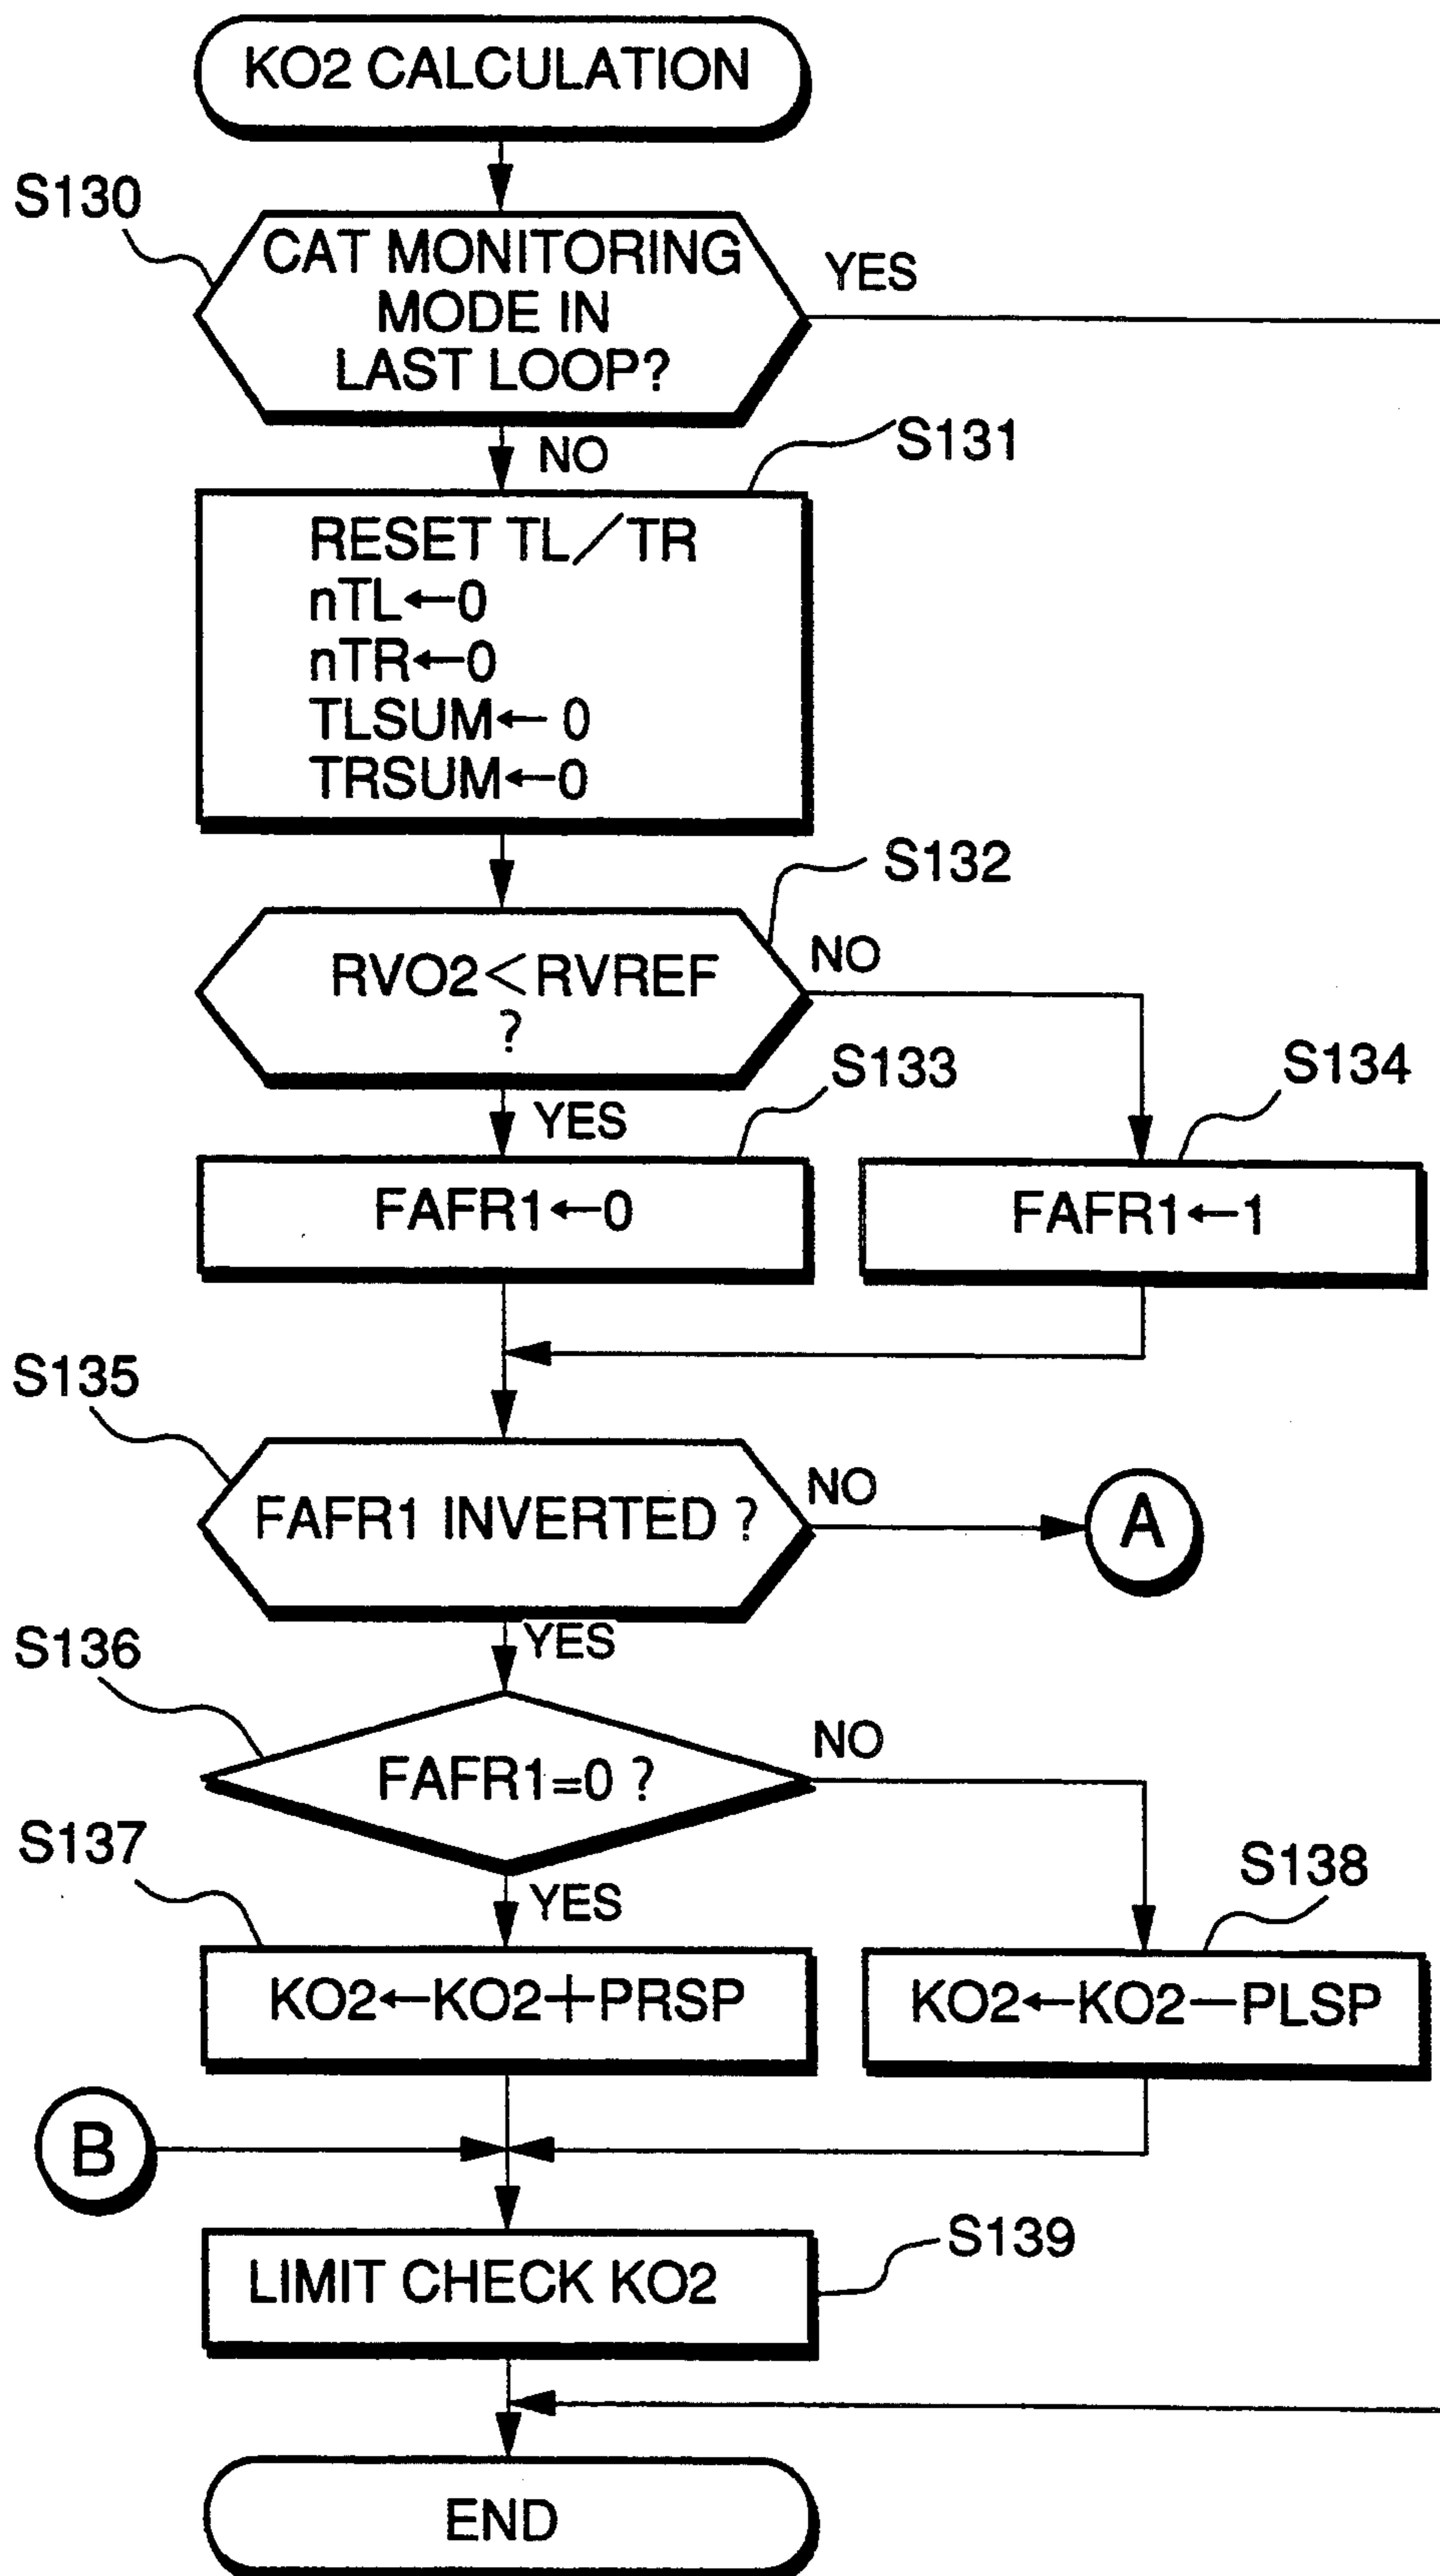 KO2 CALCULATION
S130
CAT MONITORING
MODE IN
LAST LOOP?
YES
NO
S131
RESET TL/TR
nTL←0
nTR←0
TLSUM← 0
TRSUM←0
S132
RVO2<RVREF
?
NO
YES
S133
S134
FAFR1←0
FAFR1←1
S135
FAFR1 INVERTED ?
NO
A
YES
S136
FAFR1=0 ?
NO
YES
S137
S138
KO2←KO2+PRSP
KO2←KO2−PLSP
B
S139
LIMIT CHECK KO2
END